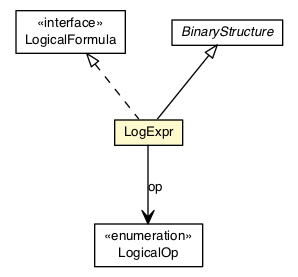 «interface»
LogicalFormula
BinaryStructure
LogExpr
op
«enumeration»
LogicalOp